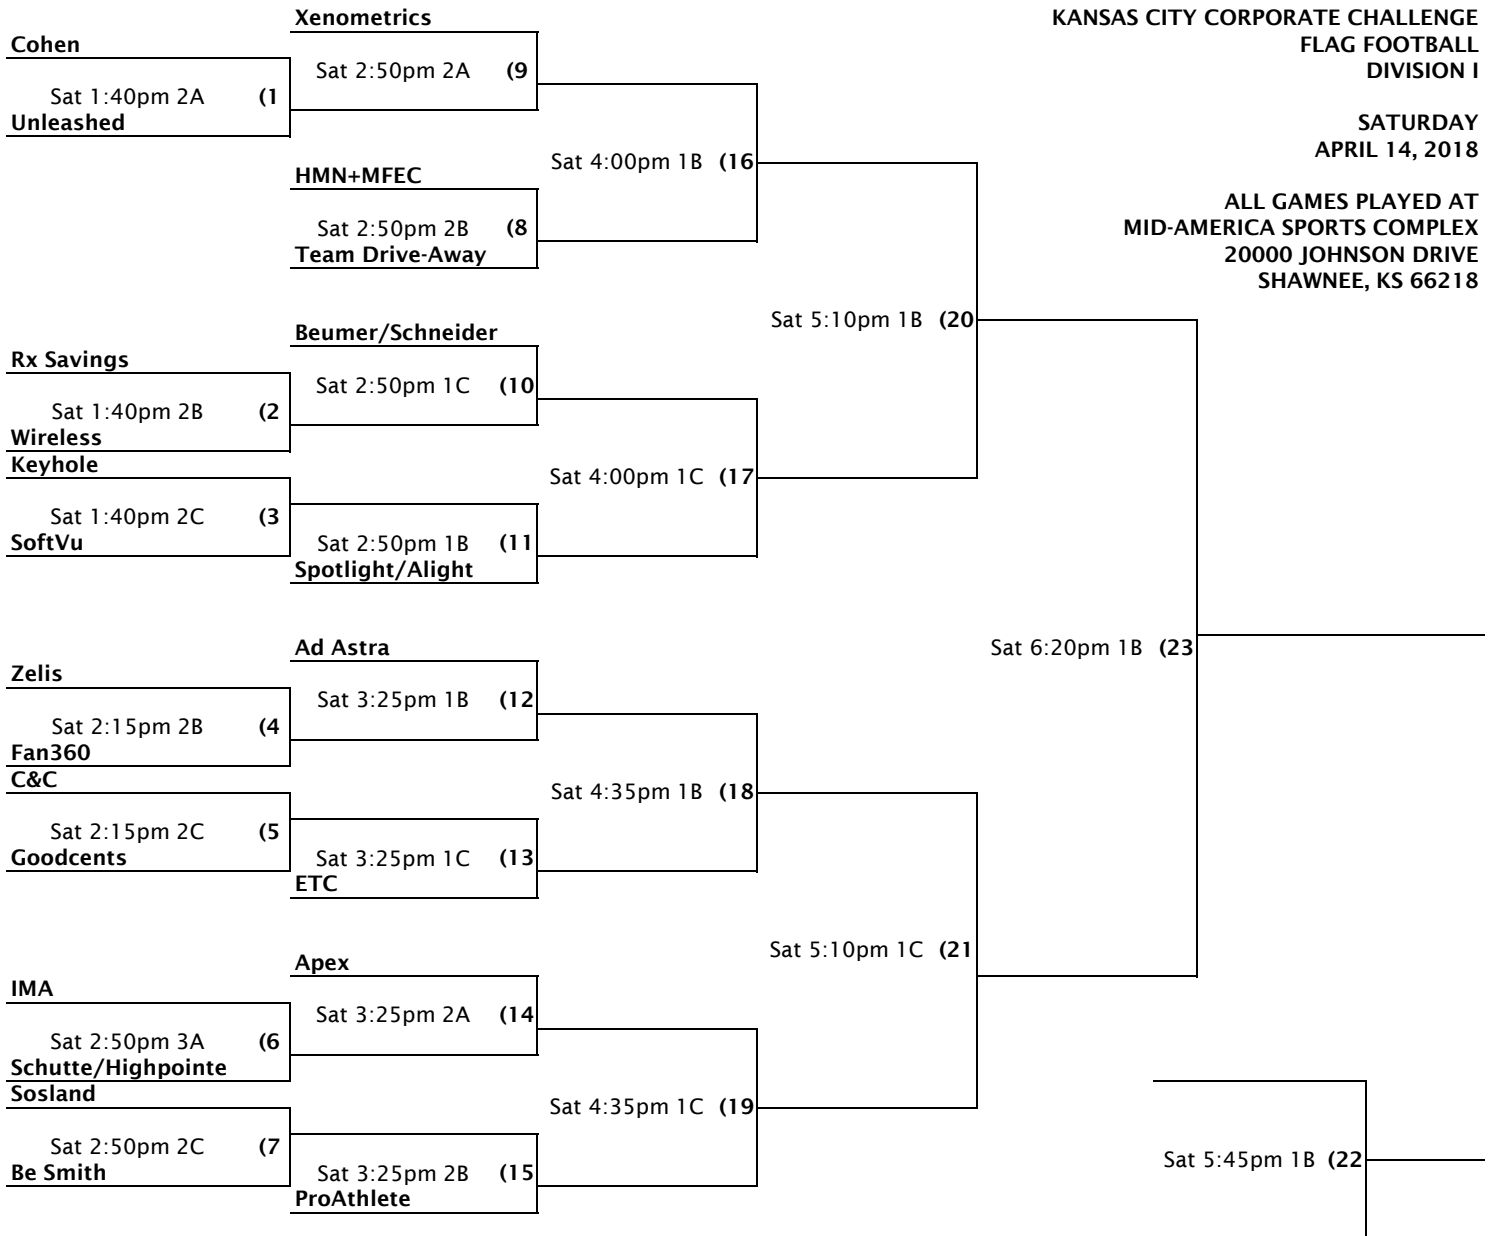 Xenometrics
KANSAS CITY CORPORATE CHALLENGE
Cohen
FLAG FOOTBALL
Sat 2:50pm 2A (9
DIVISION I
Sat 1:40pm 2A (1
Unleashed
SATURDAY
APRIL 14, 2018
Sat 4:00pm 1B (16
HMN+MFEC
ALL GAMES PLAYED AT
Sat 2:50pm 2B (8
MID-AMERICA SPORTS COMPLEX
Team Drive-Away
20000 JOHNSON DRIVE
SHAWNEE, KS 66218
Sat 5:10pm 1B (20
Beumer/Schneider
Rx Savings
Sat 2:50pm 1C (10
Sat 1:40pm 2B (2
Wireless
Keyhole
Sat 4:00pm 1C (17
Sat 1:40pm 2C (3
SoftVu
Sat 2:50pm 1B (11
Spotlight/Alight
Ad Astra
Sat 6:20pm 1B (23
Zelis
Sat 3:25pm 1B (12
Sat 2:15pm 2B (4
Fan360
C&C
Sat 4:35pm 1B (18
Sat 2:15pm 2C (5
Goodcents
Sat 3:25pm 1C (13
ETC
Sat 5:10pm 1C (21
Apex
IMA
Sat 3:25pm 2A (14
Sat 2:50pm 3A (6
Schutte/Highpointe
Sosland
Sat 4:35pm 1C (19
Sat 2:50pm 2C (7
Be Smith
Sat 5:45pm 1B (22
Sat 3:25pm 2B (15
ProAthlete